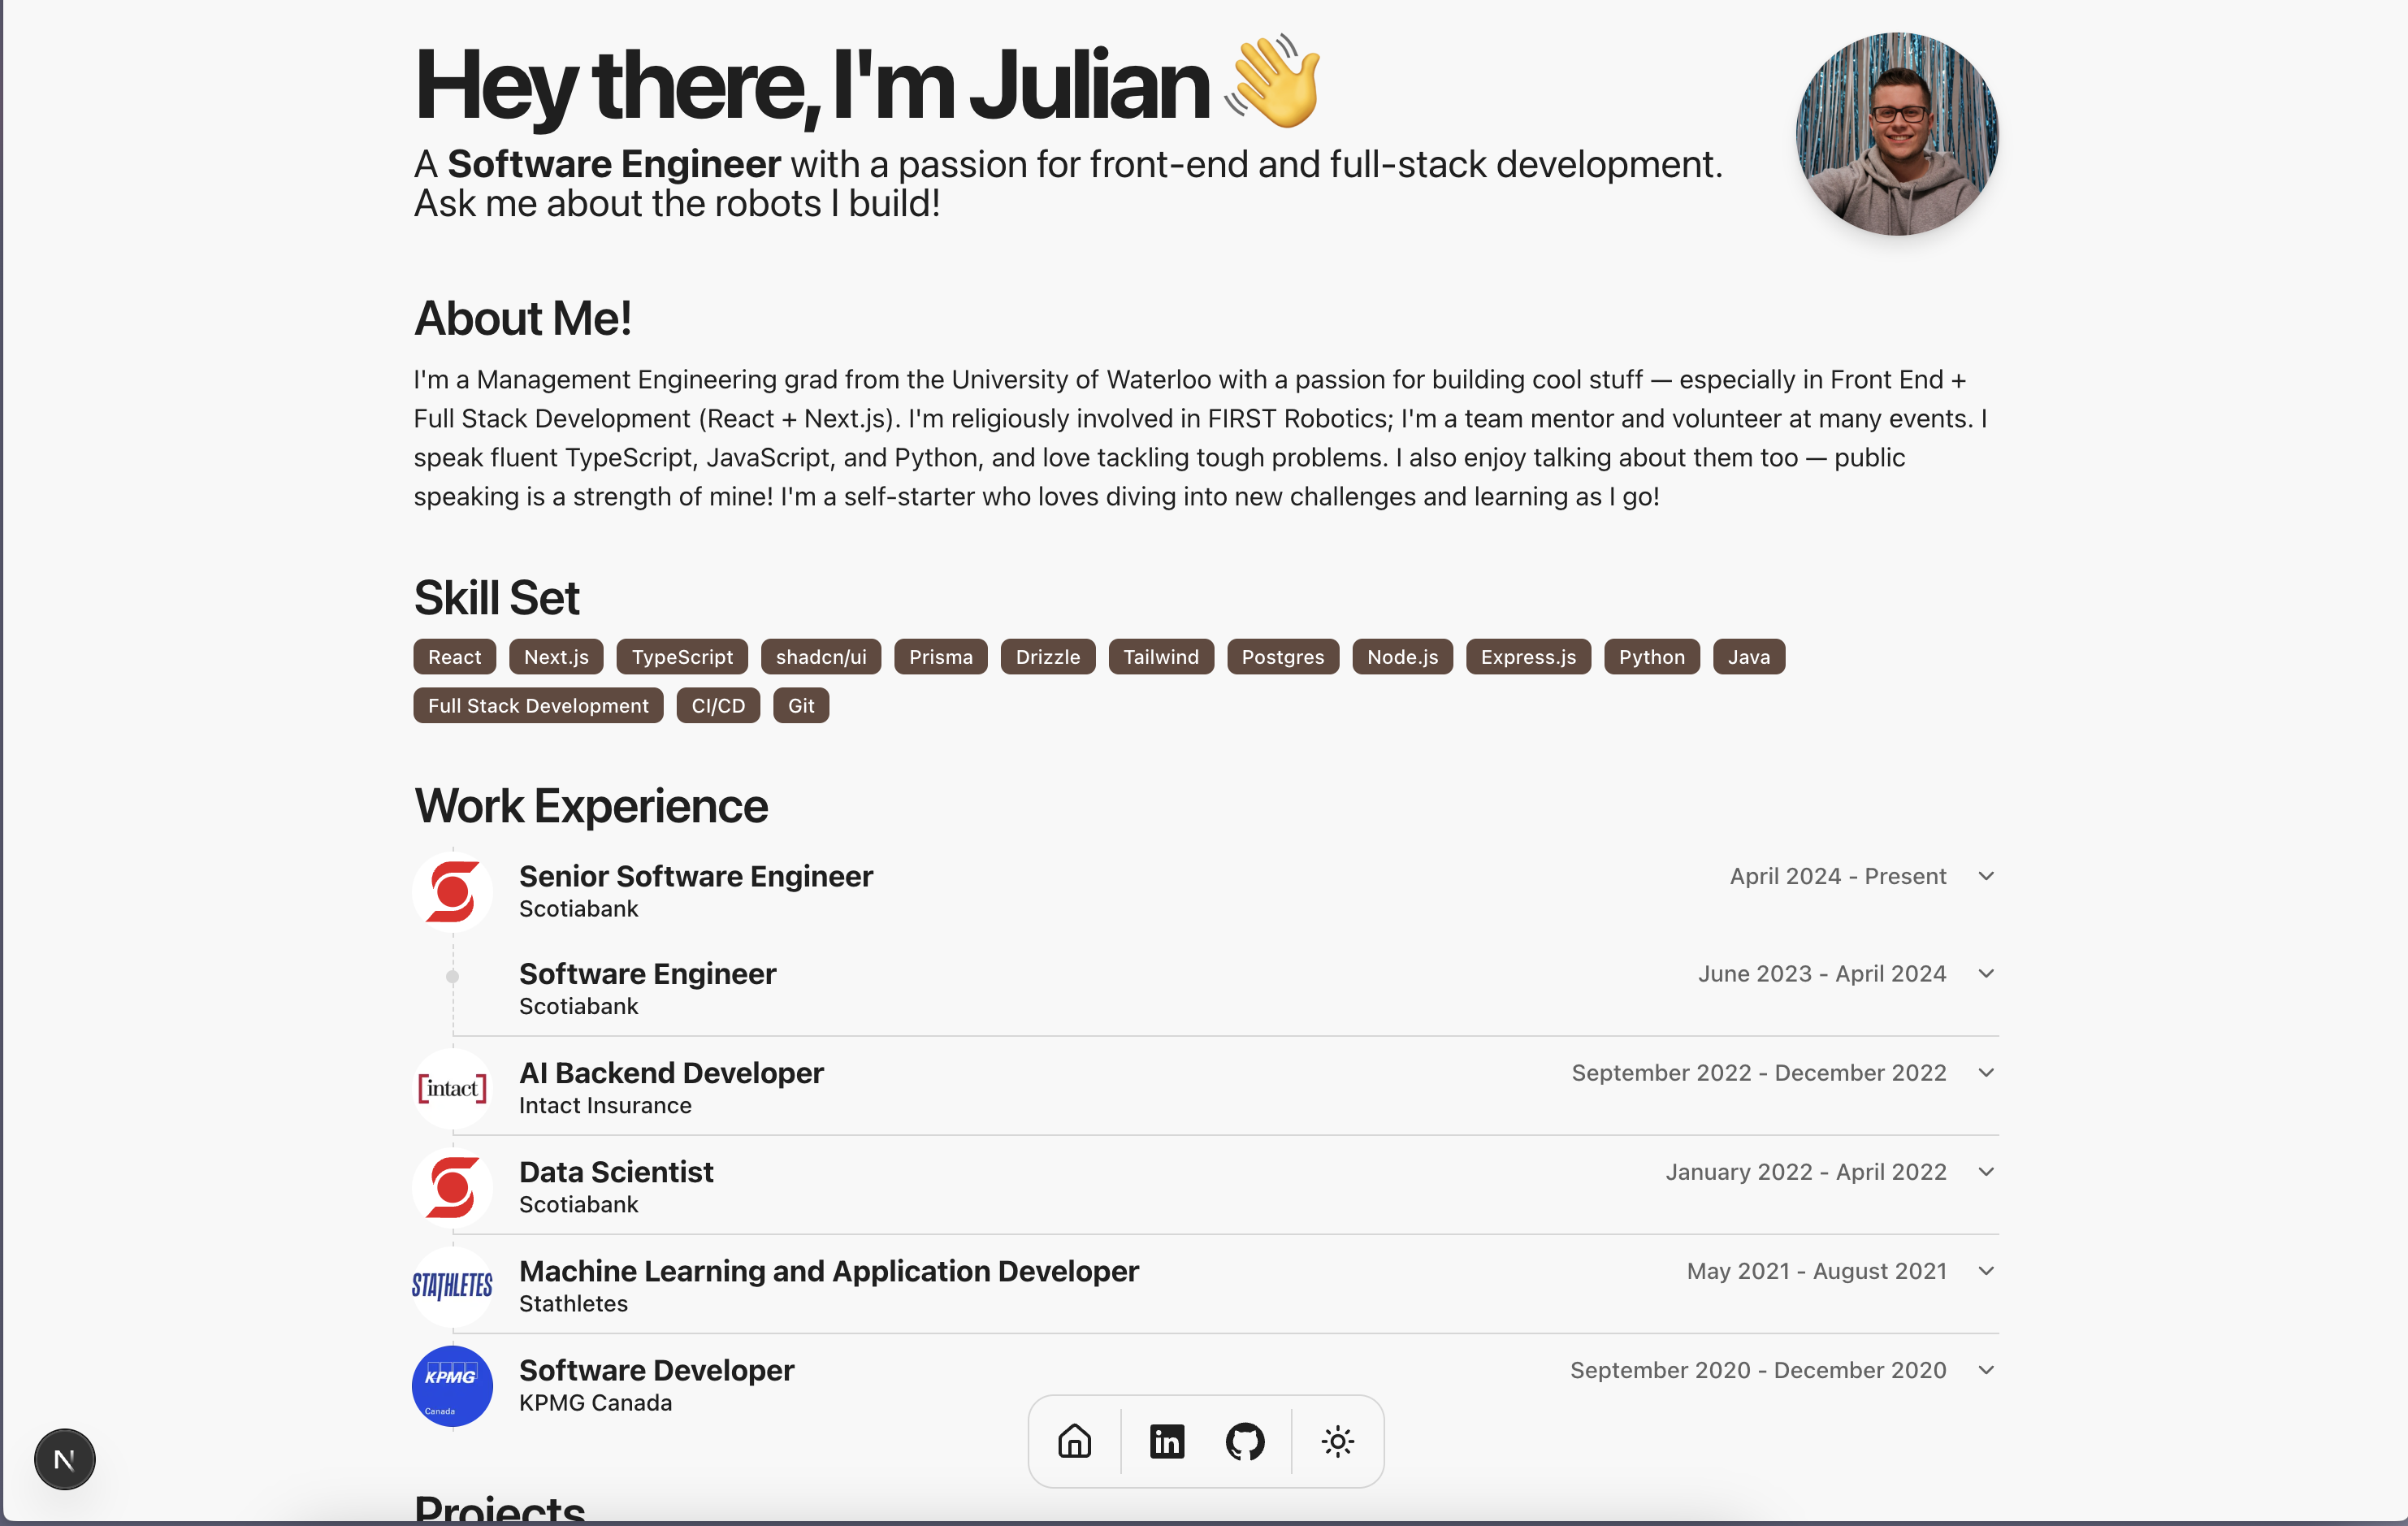 Hey there, I'm Julian 👋
A Software Engineer with a passion for front-end and full-stack development.
Ask me about the robots I build!
About Me!
I'm a Management Engineering grad from the University of Waterloo with a passion for building cool stuff — especially in Front End +
Full Stack Development (React + Next.js). I'm religiously involved in FIRST Robotics; I'm a team mentor and volunteer at many events. I
speak fluent TypeScript, JavaScript, and Python, and love tackling tough problems. I also enjoy talking about them too — public
speaking is a strength of mine! I'm a self-starter who loves diving into new challenges and learning as I go!
Skill Set
React Next.js TypeScript shadcn/ui Prisma Drizzle Tailwind Postgres Node.js Express.js Python Java
Full Stack Development CI/CD Git
Work Experience
Senior Software Engineer April 2024 - Present
Scotiabank
Software Engineer June 2023 - April 2024
Scotiabank
[intact] AI Backend Developer September 2022 - December 2022
Intact Insurance
Data Scientist January 2022 - April 2022
Scotiabank
STATHLETES Machine Learning and Application Developer May 2021 - August 2021
Stathletes
KPMG Software Developer September 2020 - December 2020
Canada KPMG Canada
in
N
Projects